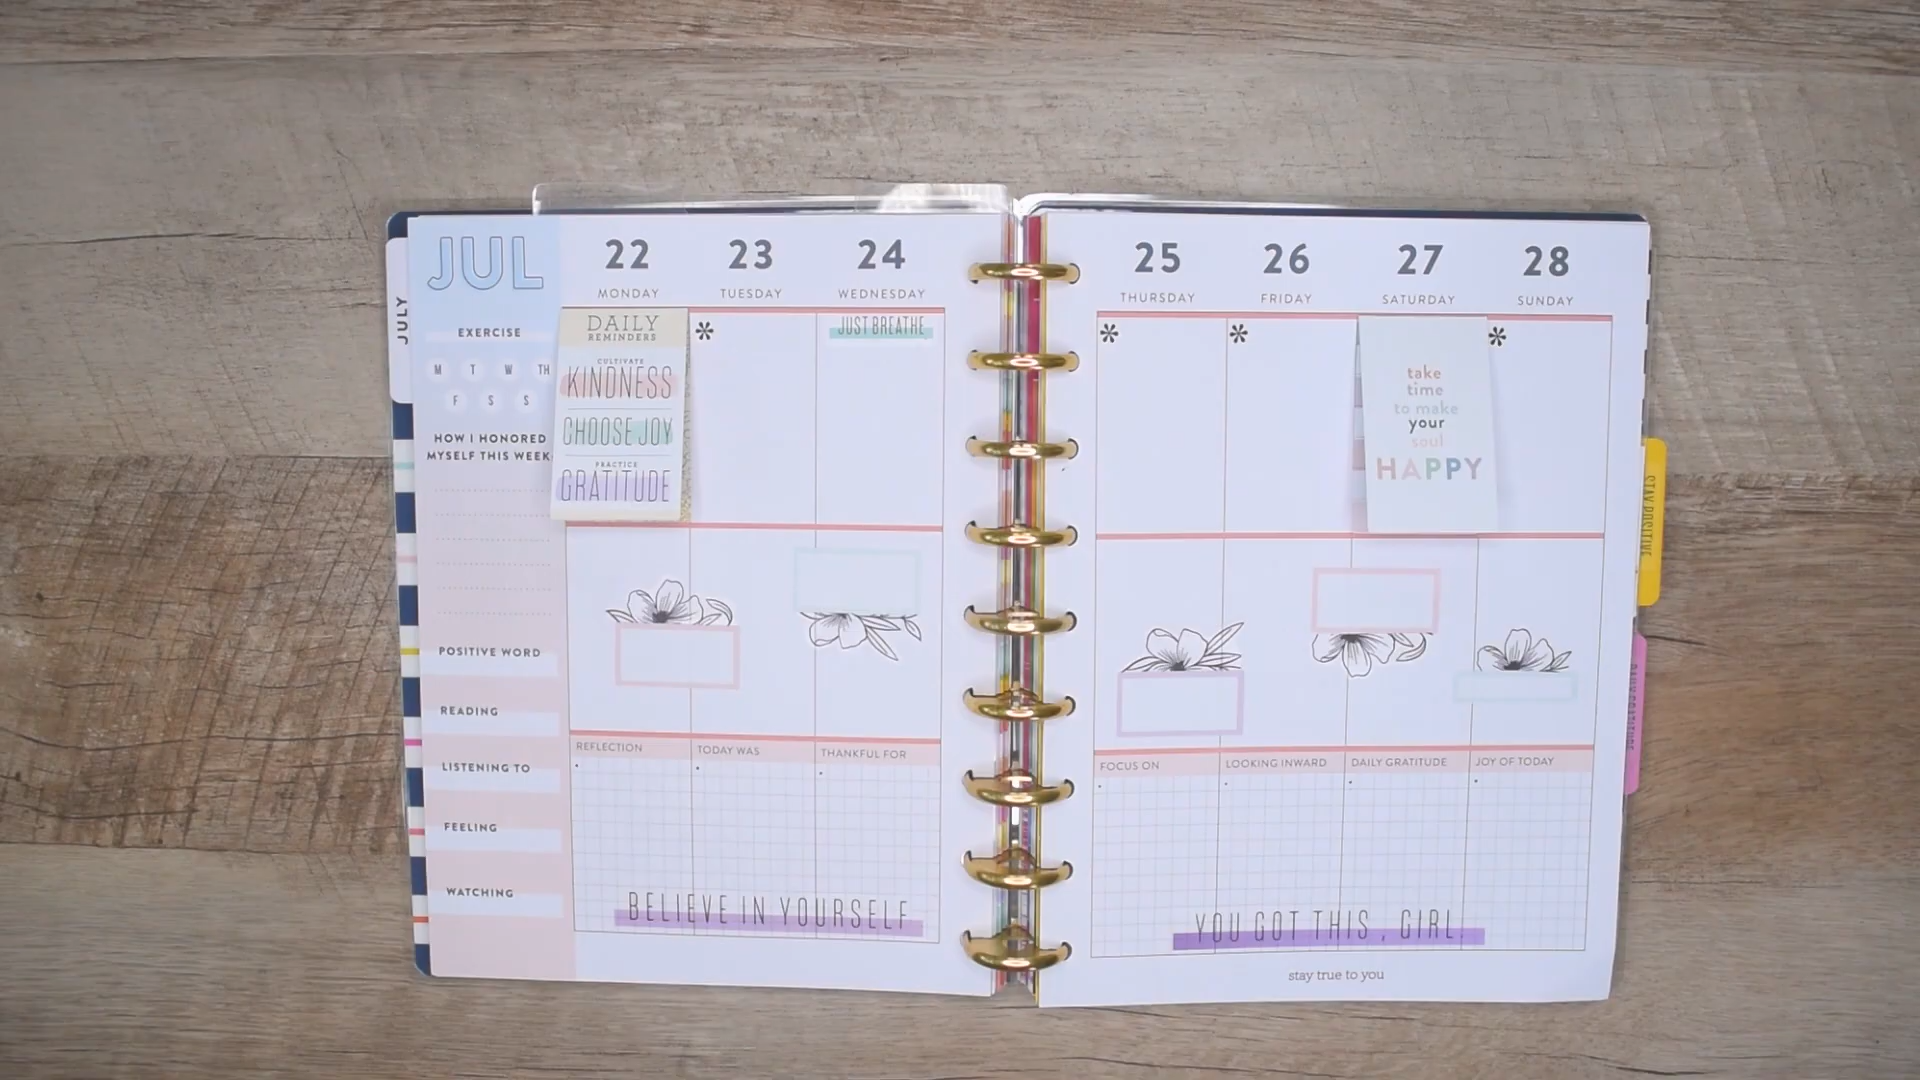 JUL
22
MONDAY
23
TUESDAY
24
WEDNESDAY
25
THURSDAY
26
FRIDAY
27
SATURDAY
28
SUNDAY
JULY
EXERCISE
M T W TH
F S S
HOW I HONORED
MYSELF THIS WEEK
POSITIVE WORD
READING
LISTENING TO
FEELING
WATCHING
DAILY
REMINDERS
CULTIVATE
KINDNESS
CHOOSE JOY
PRACTICE
GRATITUDE
*
JUST BREATHE
REFLECTION
TODAY WAS
THANKFUL FOR
BELIEVE IN YOURSELF
*
*
take
time
to make
your
soul
HAPPY
*
FOCUS ON
LOOKING INWARD
DAILY GRATITUDE
JOY OF TODAY
YOU GOT THIS, GIRL.
stay true to you
STAY POSITIVE
DAILY GRATITUDE